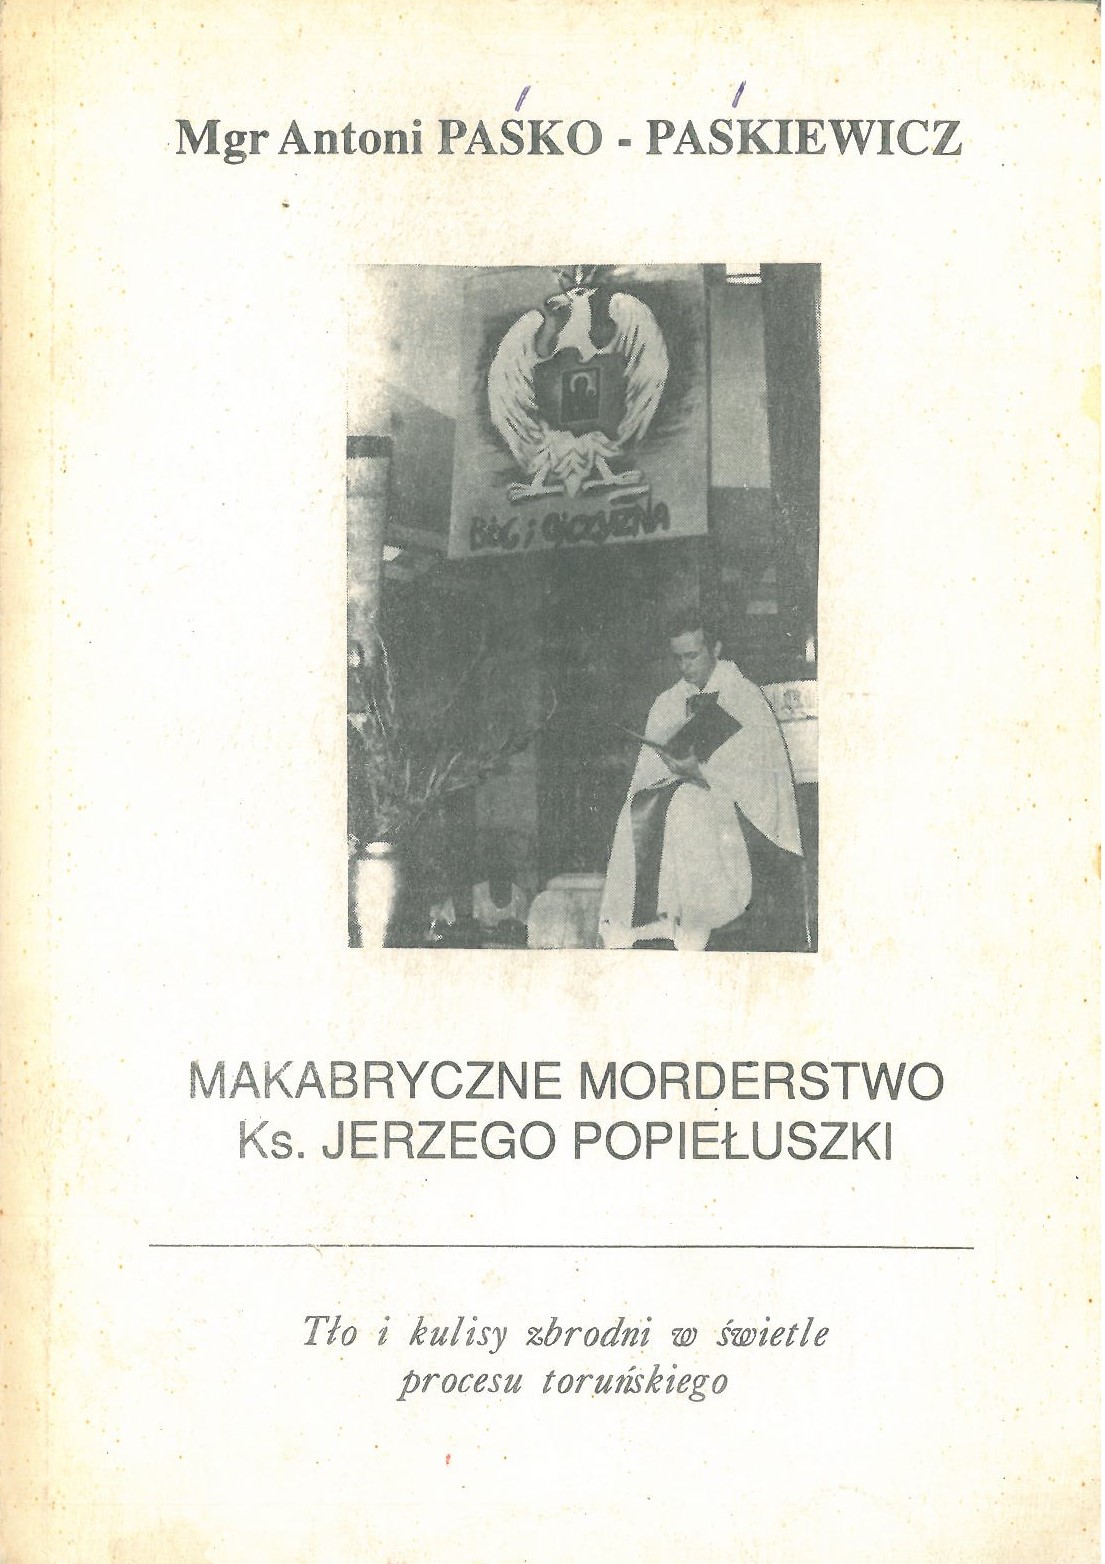 Mgr Antoni PAŚKO - PAŚKIEWICZ
BÓG i OJCZYZNA
MAKABRYCZNE MORDERSTWO
Ks. JERZEGO POPIEŁUSZKI
Tło i kulisy zbrodni w świetle
procesu toruńskiego